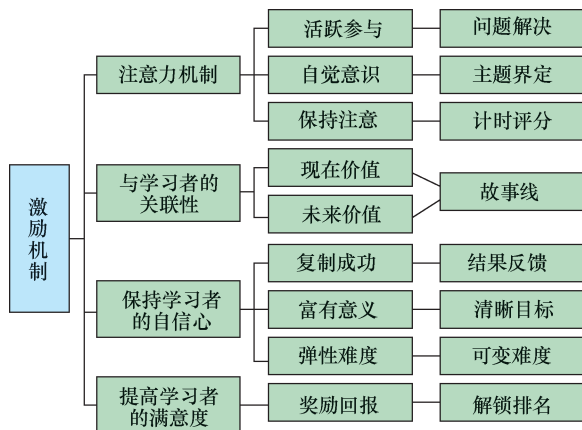 激励机制
注意力机制
活跃参与
问题解决
自觉意识
主题界定
保持注意
计时评分
与学习者的
关联性
现在价值
未来价值
故事线
保持学习者
的自信心
复制成功
结果反馈
富有意义
清晰目标
弹性难度
可变难度
提高学习者
的满意度
奖励回报
解锁排名